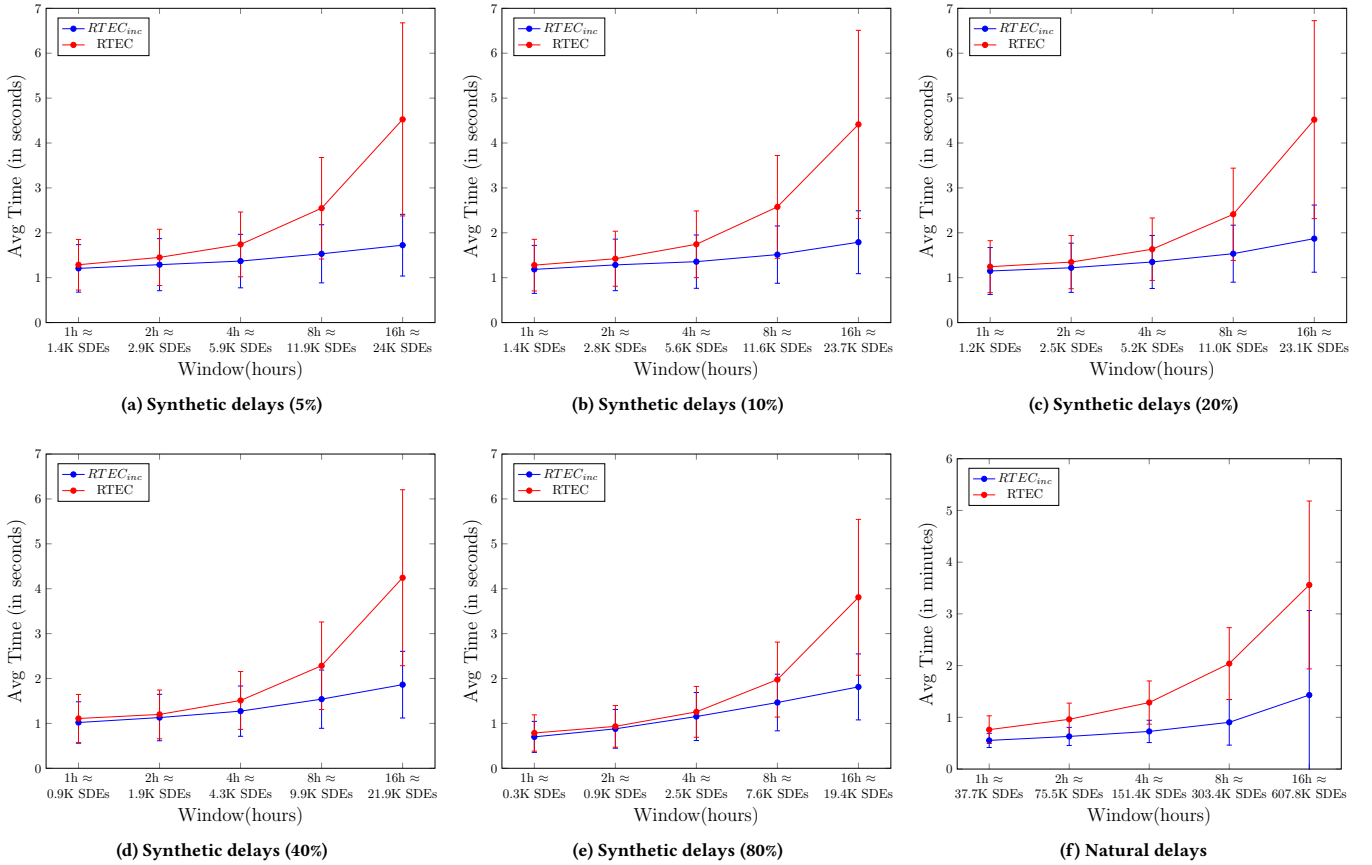 7
6
5
4
3
2
1
0
Avg Time (in seconds)
RTECinc
RTEC
1h ≈ 2h ≈ 4h ≈ 8h ≈ 16h ≈
1.4K SDEs 2.9K SDEs 5.9K SDEs 11.9K SDEs 24K SDEs
Window(hours)
(a) Synthetic delays (5%)
7
6
5
4
3
2
1
0
Avg Time (in seconds)
RTECinc
RTEC
1h ≈ 2h ≈ 4h ≈ 8h ≈ 16h ≈
1.4K SDEs 2.8K SDEs 5.6K SDEs 11.6K SDEs 23.7K SDEs
Window(hours)
(b) Synthetic delays (10%)
7
6
5
4
3
2
1
0
Avg Time (in seconds)
RTECinc
RTEC
1h ≈ 2h ≈ 4h ≈ 8h ≈ 16h ≈
1.2K SDEs 2.5K SDEs 5.2K SDEs 11.0K SDEs 23.1K SDEs
Window(hours)
(c) Synthetic delays (20%)
7
6
5
4
3
2
1
0
Avg Time (in seconds)
RTECinc
RTEC
1h ≈ 2h ≈ 4h ≈ 8h ≈ 16h ≈
0.9K SDEs 1.9K SDEs 4.3K SDEs 9.9K SDEs 21.9K SDEs
Window(hours)
(d) Synthetic delays (40%)
7
6
5
4
3
2
1
0
Avg Time (in seconds)
RTECinc
RTEC
1h ≈ 2h ≈ 4h ≈ 8h ≈ 16h ≈
0.3K SDEs 0.9K SDEs 2.5K SDEs 7.6K SDEs 19.4K SDEs
Window(hours)
(e) Synthetic delays (80%)
6
5
4
3
2
1
0
Avg Time (in minutes)
RTECinc
RTEC
1h ≈ 2h ≈ 4h ≈ 8h ≈ 16h ≈
37.7K SDEs 75.5K SDEs 151.4K SDEs 303.4K SDEs 607.8K SDEs
Window(hours)
(f) Natural delays